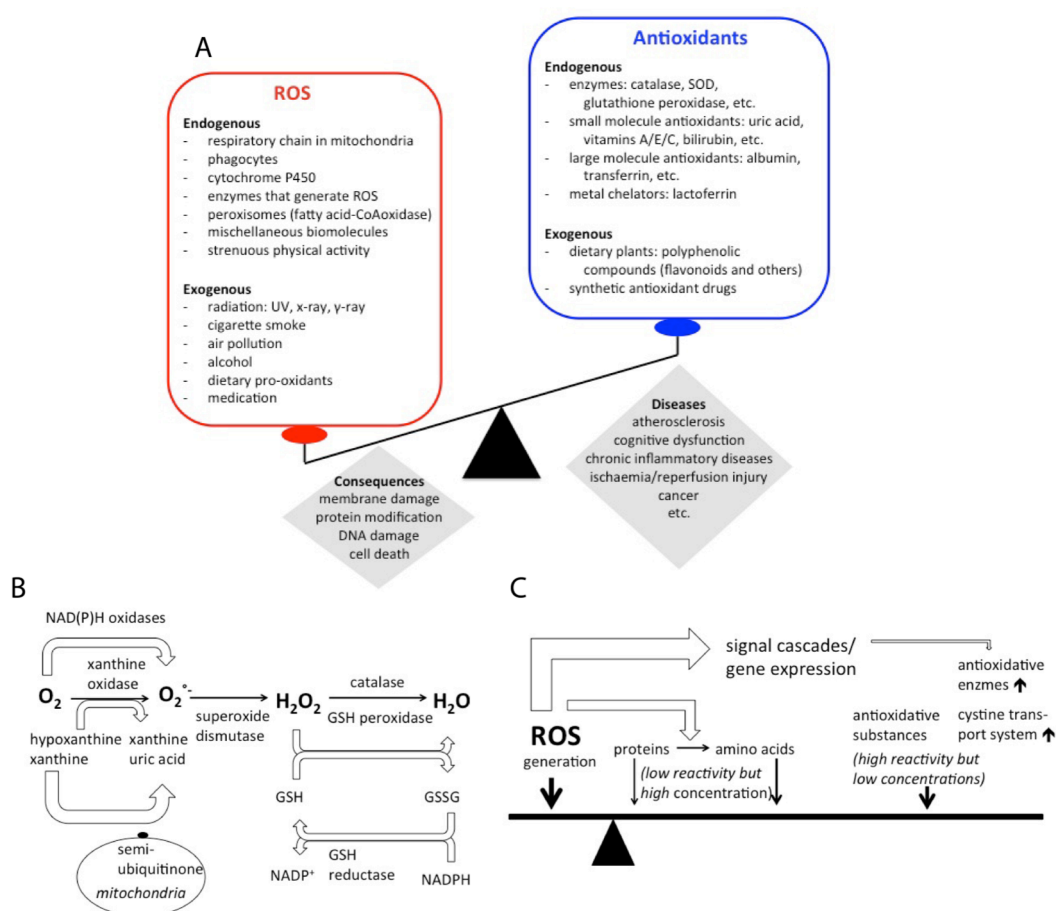 A
ROS
Endogenous
- respiratory chain in mitochondria
- phagocytes
- cytochrome P450
- enzymes that generate ROS
- peroxisomes (fatty acid-CoAoxidase)
- mischellaneous biomolecules
- strenuous physical activity
Exogenous
- radiation: UV, x-ray, γ-ray
- cigarette smoke
- air pollution
- alcohol
- dietary pro-oxidants
- medication
Antioxidants
Endogenous
- enzymes: catalase, SOD,
glutathione peroxidase, etc.
- small molecule antioxidants: uric acid,
vitamins A/E/C, bilirubin, etc.
- large molecule antioxidants: albumin,
transferrin, etc.
- metal chelators: lactoferrin
Exogenous
- dietary plants: polyphenolic
compounds (flavonoids and others)
- synthetic antioxidant drugs
Consequences
membrane damage
protein modification
DNA damage
cell death
Diseases
atherosclerosis
cognitive dysfunction
chronic inflammatory diseases
ischaemia/reperfusion injury
cancer
etc.
B
NAD(P)H oxidases
xanthine
oxidase
O₂
O₂°-
superoxide
dismutase
H₂O₂
catalase
GSH peroxidase
H₂O
hypoxanthine
xanthine
xanthine
uric acid
GSH
GSSG
NADP⁺
GSH
reductase
NADPH
semi-
ubiquitinone
mitochondria
C
signal cascades/
gene expression
antioxidative
enzymes ↑
cystine trans-
port system ↑
ROS
generation
proteins
amino acids
(low reactivity but
high concentration)
antioxidative
substances
(high reactivity but
low concentrations)